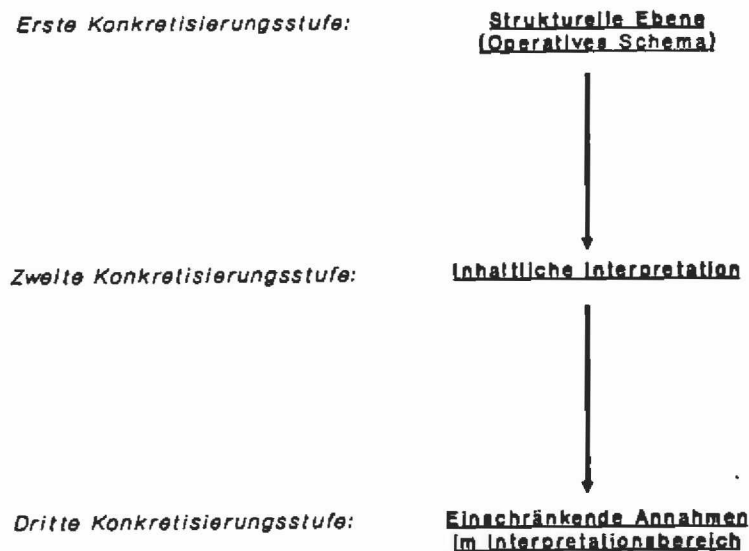 Erste Konkretisierungsstufe:
Strukturelle Ebene
(Operatives Schema)
Zweite Konkretisierungsstufe:
Inhaltliche Interpretation
Dritte Konkretisierungsstufe:
Einschränkende Annahmen
im Interpretationsbereich